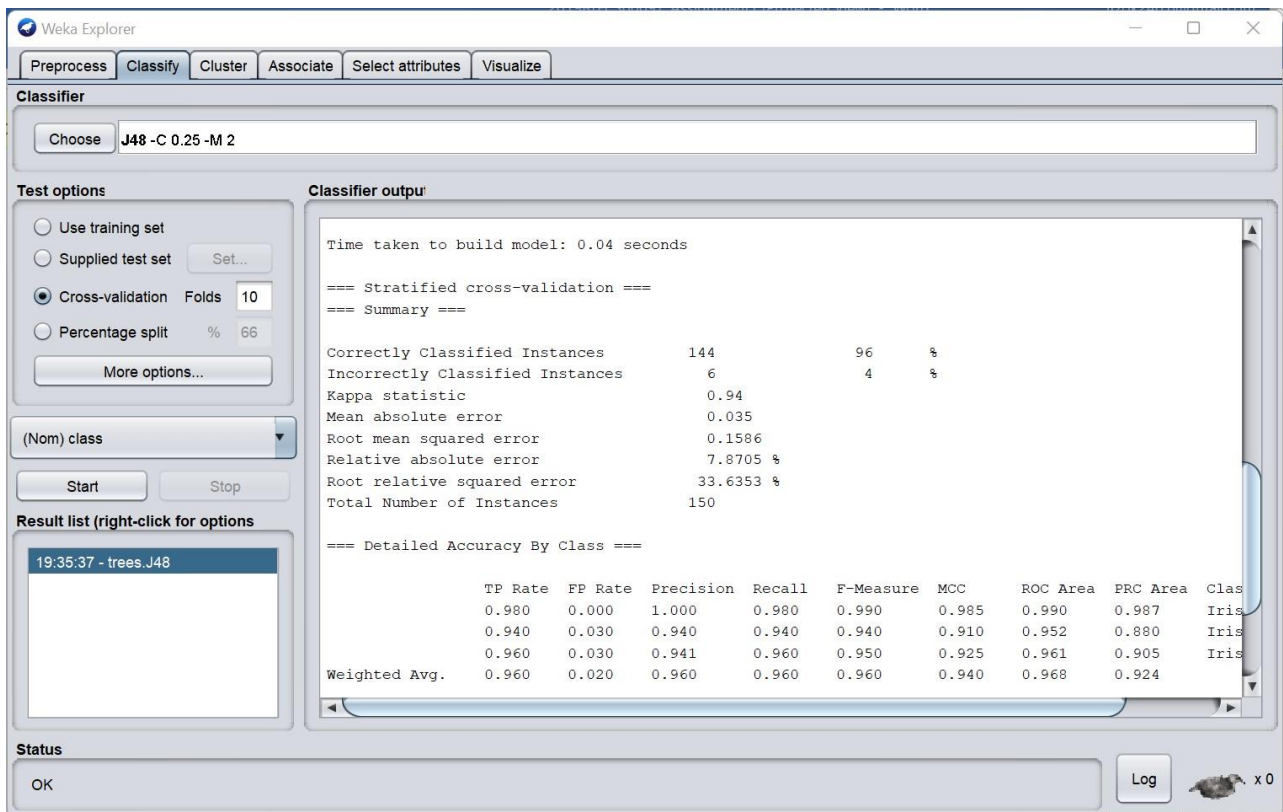 Weka Explorer
Preprocess Classify Cluster Associate Select attributes Visualize
Classifier
Choose J48 -C 0.25 -M 2
Test options
Use training set
Supplied test set Set...
Cross-validation Folds 10
Percentage split % 66
More options...
(Nom) class
Start Stop
Result list (right-click for options
19:35:37 - trees.J48
Classifier output
Time taken to build model: 0.04 seconds
=== Stratified cross-validation ===
=== Summary ===
Correctly Classified Instances 144 96 %
Incorrectly Classified Instances 6 4 %
Kappa statistic 0.94
Mean absolute error 0.035
Root mean squared error 0.1586
Relative absolute error 7.8705 %
Root relative squared error 33.6353 %
Total Number of Instances 150
=== Detailed Accuracy By Class ===
TP Rate FP Rate Precision Recall F-Measure MCC ROC Area PRC Area Clas
0.980 0.000 1.000 0.980 0.990 0.985 0.990 0.987 Iris
0.940 0.030 0.940 0.940 0.940 0.910 0.952 0.880 Iris
0.960 0.030 0.941 0.960 0.950 0.925 0.961 0.905 Iris
Weighted Avg. 0.960 0.020 0.960 0.960 0.960 0.940 0.968 0.924
Status
OK
Log x 0